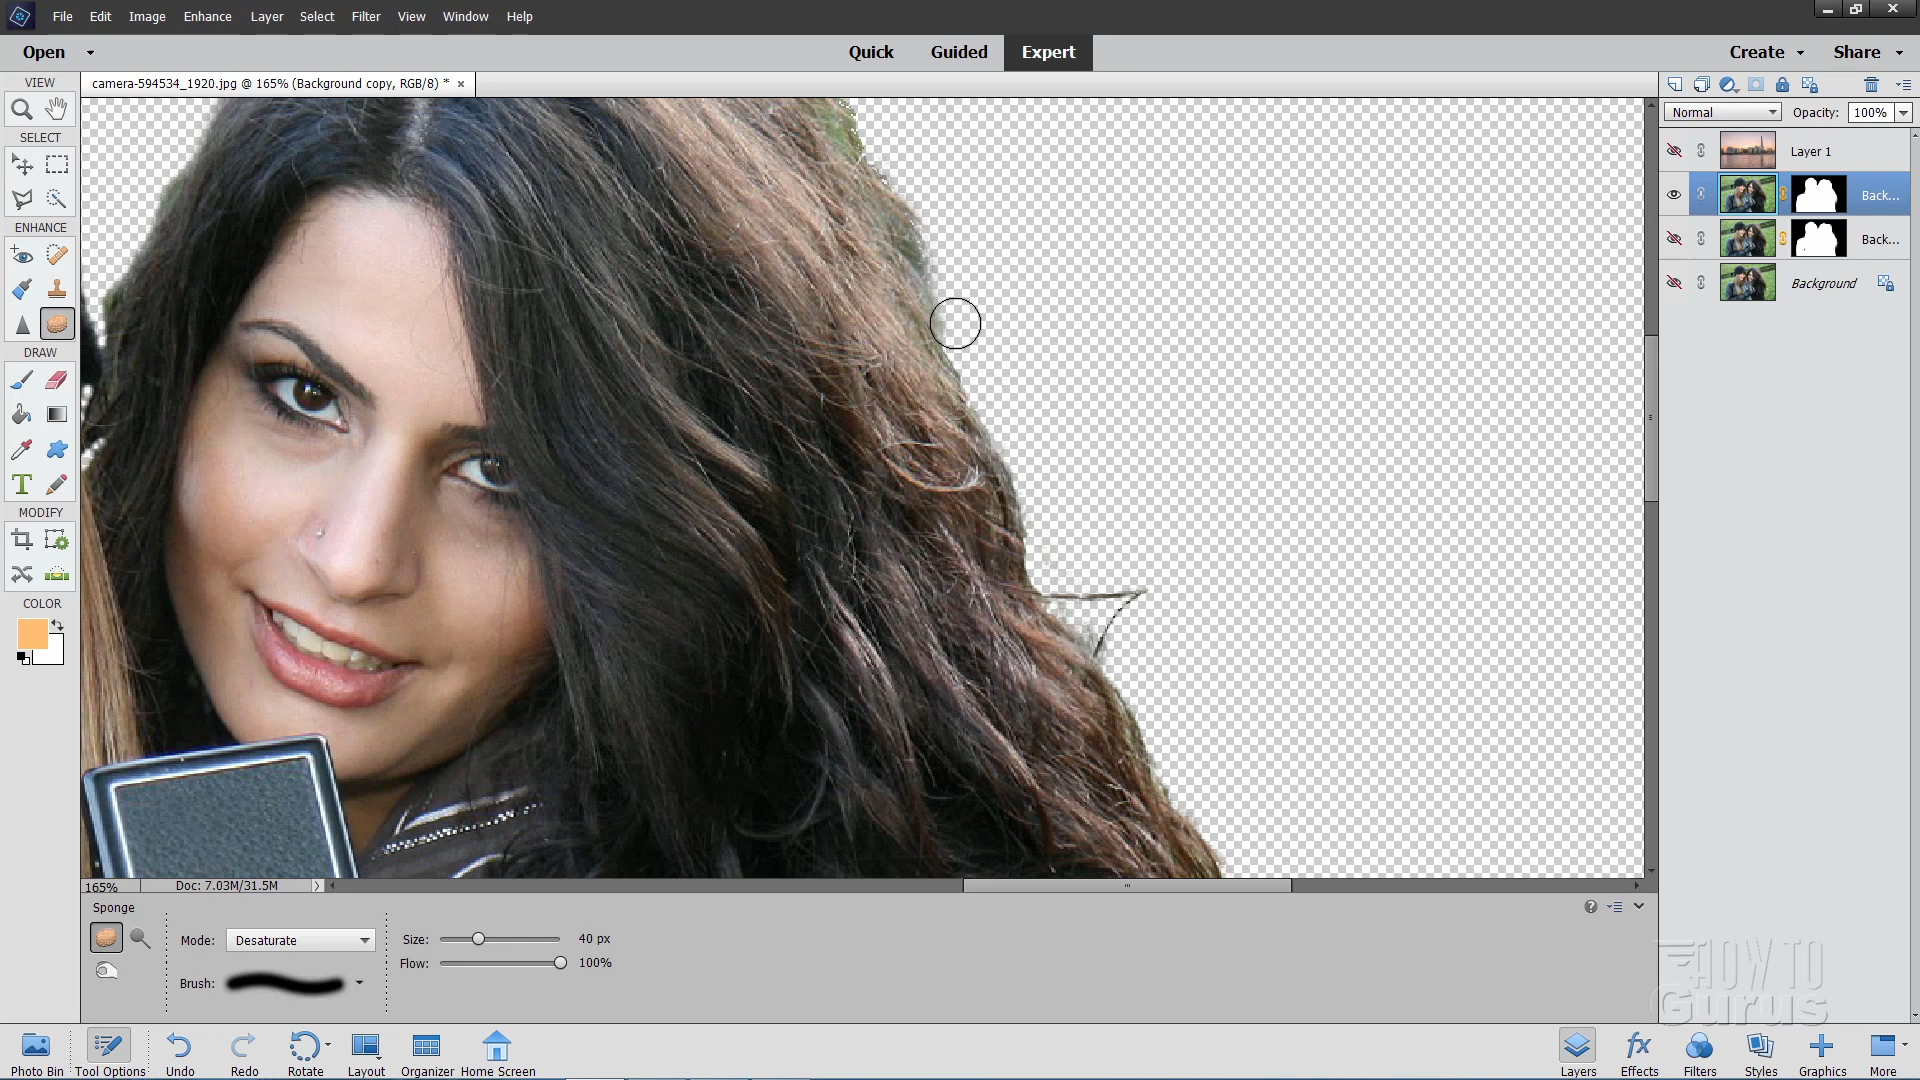 File Edit Image Enhance Layer Select Filter View Window Help
Open Quick Guided Expert Create Share
VIEW
camera-594534_1920.jpg @ 165% (Background copy, RGB/8) * ×
Normal Opacity: 100%
SELECT
Layer 1
Back...
ENHANCE
Back...
Background
DRAW
T
MODIFY
COLOR
165% Doc: 7.03M/31.5M
Sponge
Mode: Desaturate Size: 40 px
Flow: 100%
Brush:
HOW TO
Gurus
Photo Bin Tool Options Undo Redo Rotate Layout Organizer Home Screen fx Layers Effects Filters Styles Graphics More